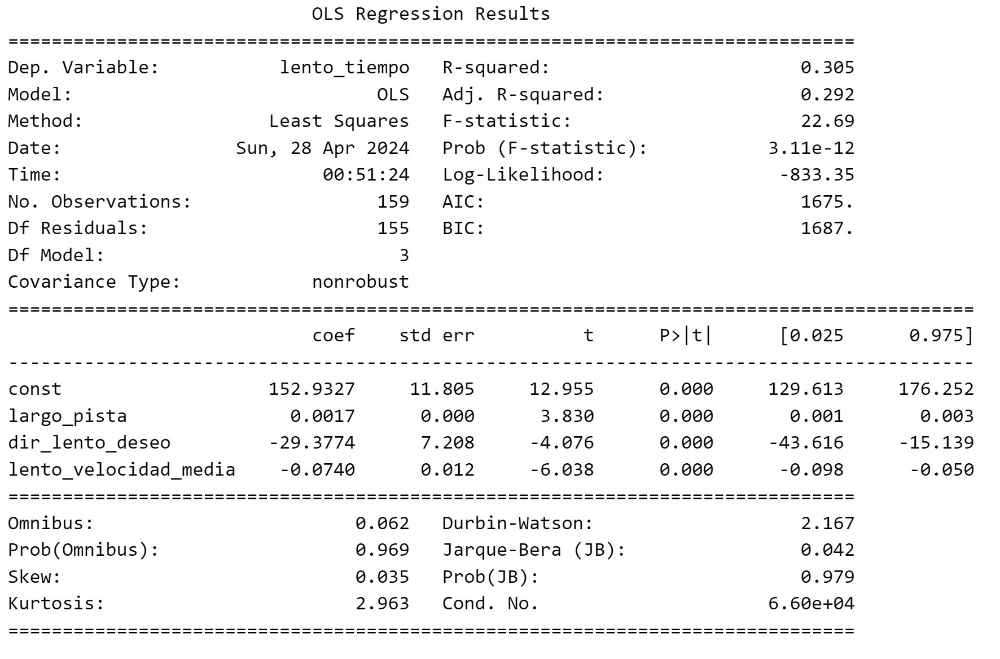 OLS Regression Results
==============================================================================
Dep. Variable:           lento_tiempo   R-squared:                       0.305
Model:                            OLS   Adj. R-squared:                  0.292
Method:                 Least Squares   F-statistic:                     22.69
Date:                Sun, 28 Apr 2024   Prob (F-statistic):           3.11e-12
Time:                        00:51:24   Log-Likelihood:                -833.35
No. Observations:                 159   AIC:                             1675.
Df Residuals:                     155   BIC:                             1687.
Df Model:                           3
Covariance Type:            nonrobust
=========================================================================================
                            coef    std err          t      P>|t|      [0.025      0.975]
-----------------------------------------------------------------------------------------
const                   152.9327     11.805     12.955      0.000     129.613     176.252
largo_pista               0.0017      0.000      3.830      0.000       0.001       0.003
dir_lento_deseo         -29.3774      7.208     -4.076      0.000     -43.616     -15.139
lento_velocidad_media    -0.0740      0.012     -6.038      0.000      -0.098      -0.050
==============================================================================
Omnibus:                        0.062   Durbin-Watson:                   2.167
Prob(Omnibus):                  0.969   Jarque-Bera (JB):                0.042
Skew:                           0.035   Prob(JB):                        0.979
Kurtosis:                       2.963   Cond. No.                     6.60e+04
==============================================================================